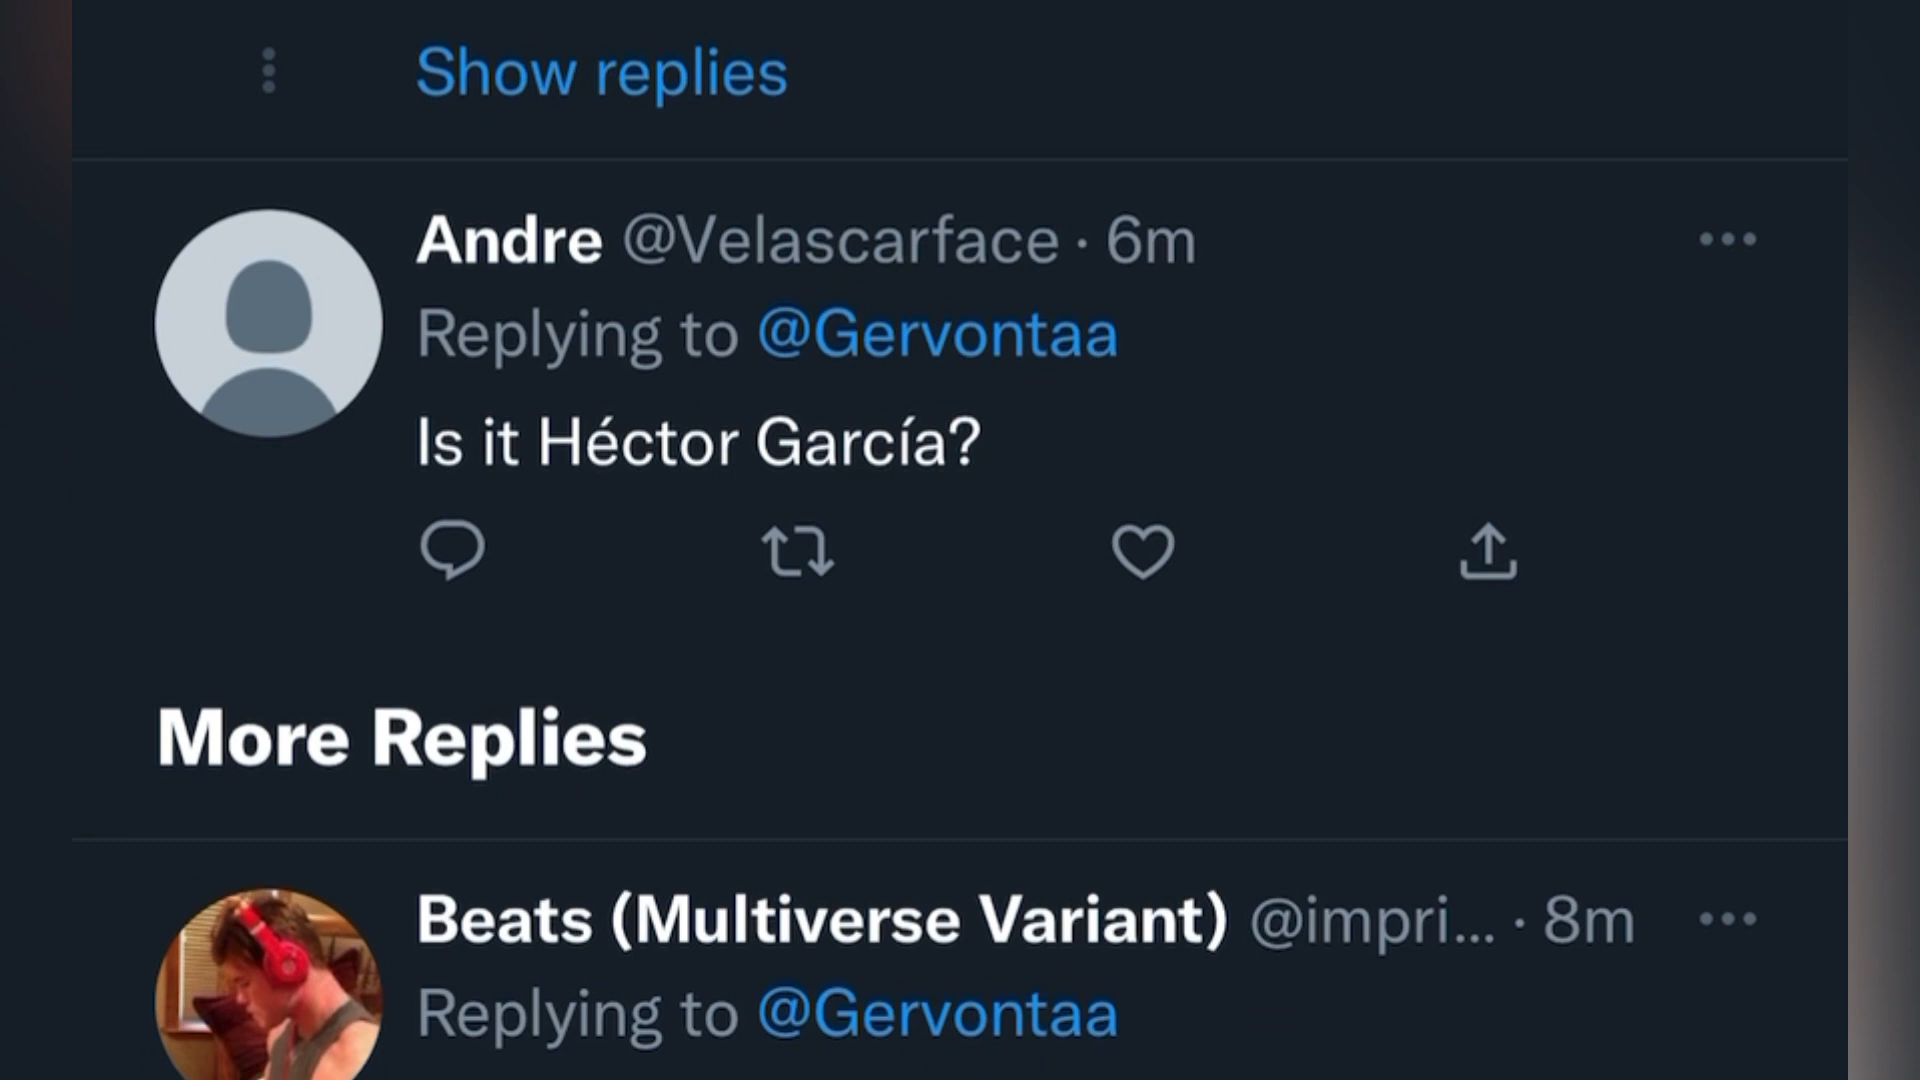 Show replies
Andre @Velascarface · 6m
Replying to @Gervontaa
Is it Héctor García?
More Replies
Beats (Multiverse Variant) @impri... · 8m
Replying to @Gervontaa